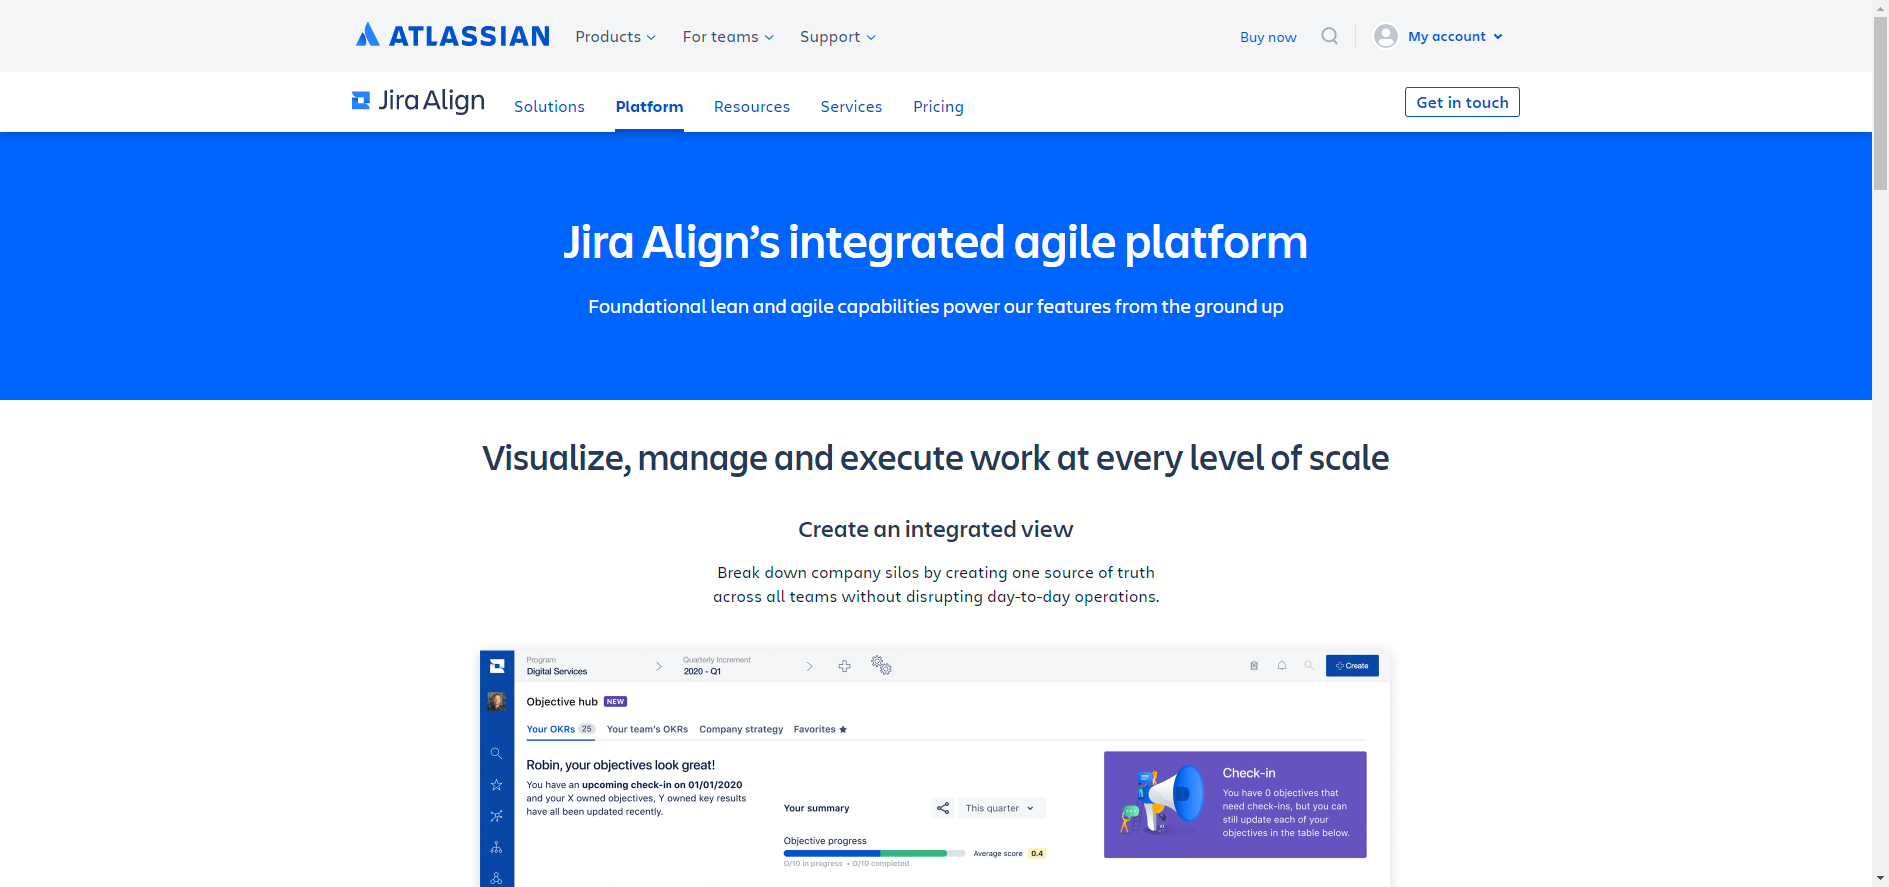 ATLASSIAN Products For teams Support Buy now My account
Jira Align Solutions Platform Resources Services Pricing Get in touch
Jira Align's integrated agile platform
Foundational lean and agile capabilities power our features from the ground up
Visualize, manage and execute work at every level of scale
Create an integrated view
Break down company silos by creating one source of truth
across all teams without disrupting day-to-day operations.
Program Quarterly Increment
Digital Services 2020 - Q1 Create
Objective hub NEW
Your OKRs 25 Your team's OKRs Company strategy Favorites
Robin, your objectives look great!
You have an upcoming check-in on 01/01/2020
and your X owned objectives, Y owned key results
have all been updated recently.
Your summary This quarter
Objective progress
Average score 0.4
0/10 in progress • 0/10 completed
Check-in
You have 0 objectives that
need check-ins, but you can
still update each of your
objectives in the table below.